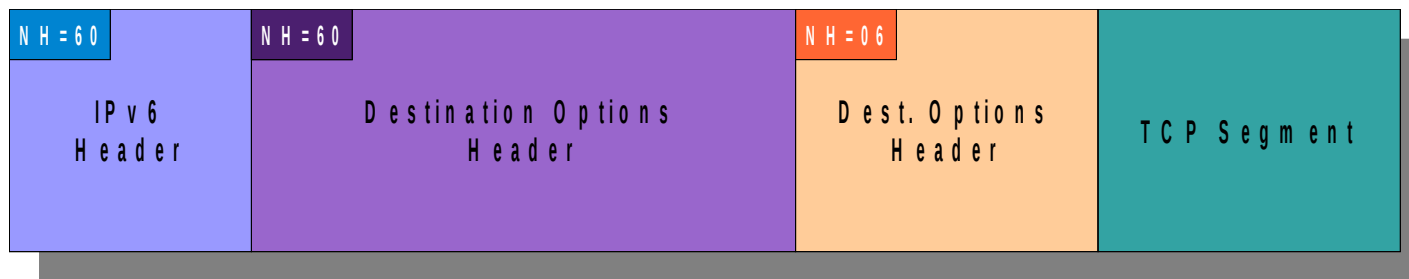 NH=60
IPv6
Header
NH=60
Destination Options
Header
NH=06
Dest. Options
Header
TCP Segment